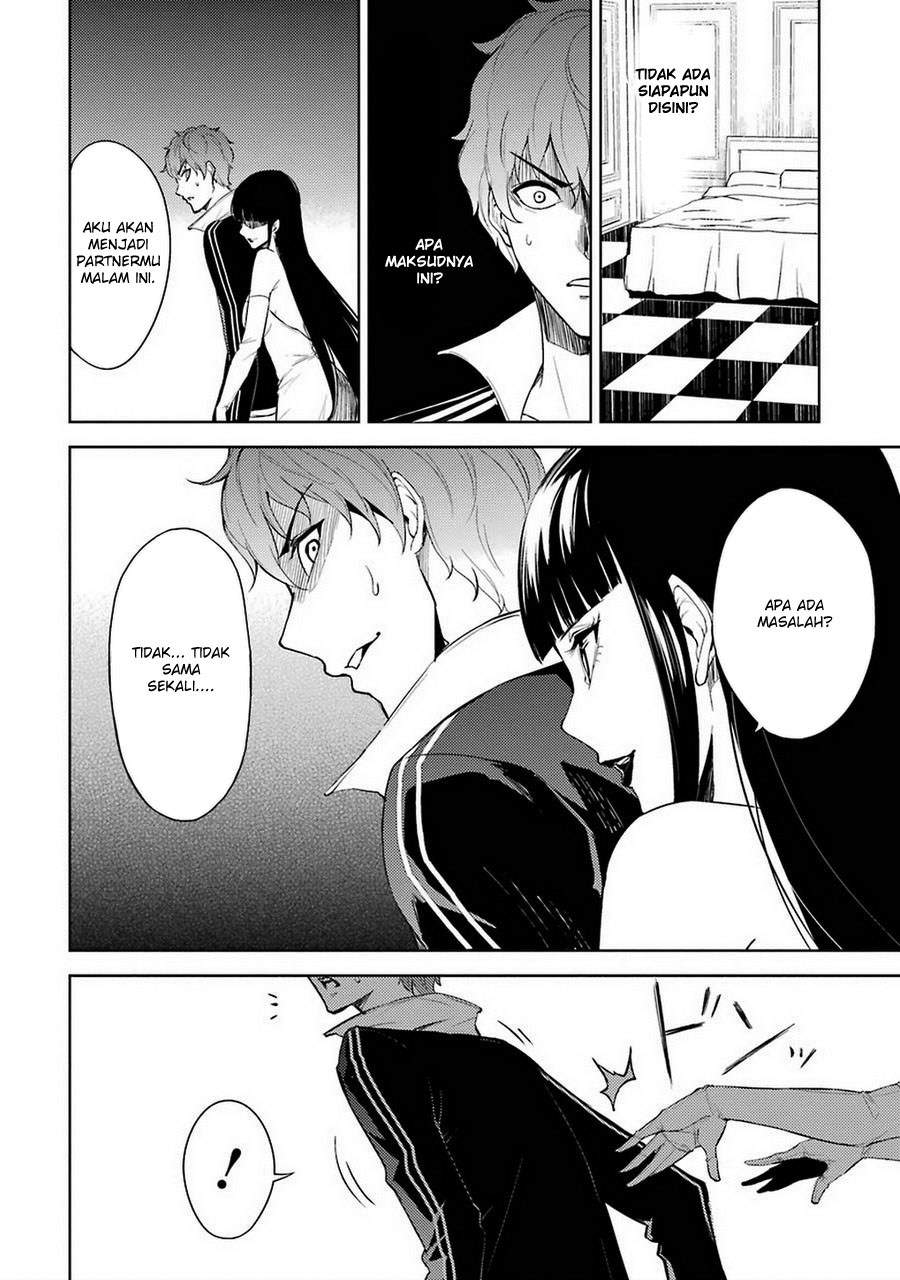 TIDAK ADA
SIAPAPUN
DISINI?
APA
MAKSUDNYA
INI?
AKU AKAN
MENJADI
PARTNERMU
MALAM INI.
APA ADA
MASALAH?
TIDAK... TIDAK
SAMA
SEKALI....
!